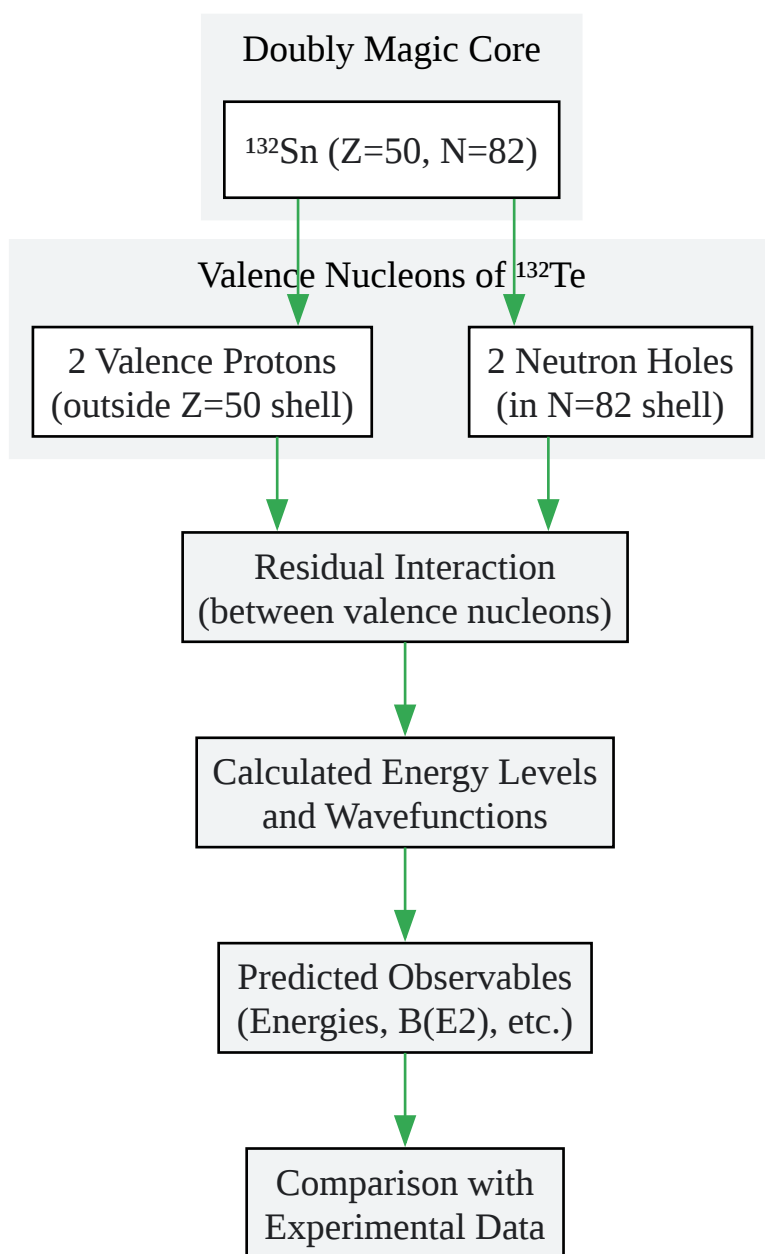 Doubly Magic Core
¹³²Sn (Z=50, N=82)
Valence Nucleons of ¹³²Te
2 Valence Protons
(outside Z=50 shell)
2 Neutron Holes
(in N=82 shell)
Residual Interaction
(between valence nucleons)
Calculated Energy Levels
and Wavefunctions
Predicted Observables
(Energies, B(E2), etc.)
Comparison with
Experimental Data